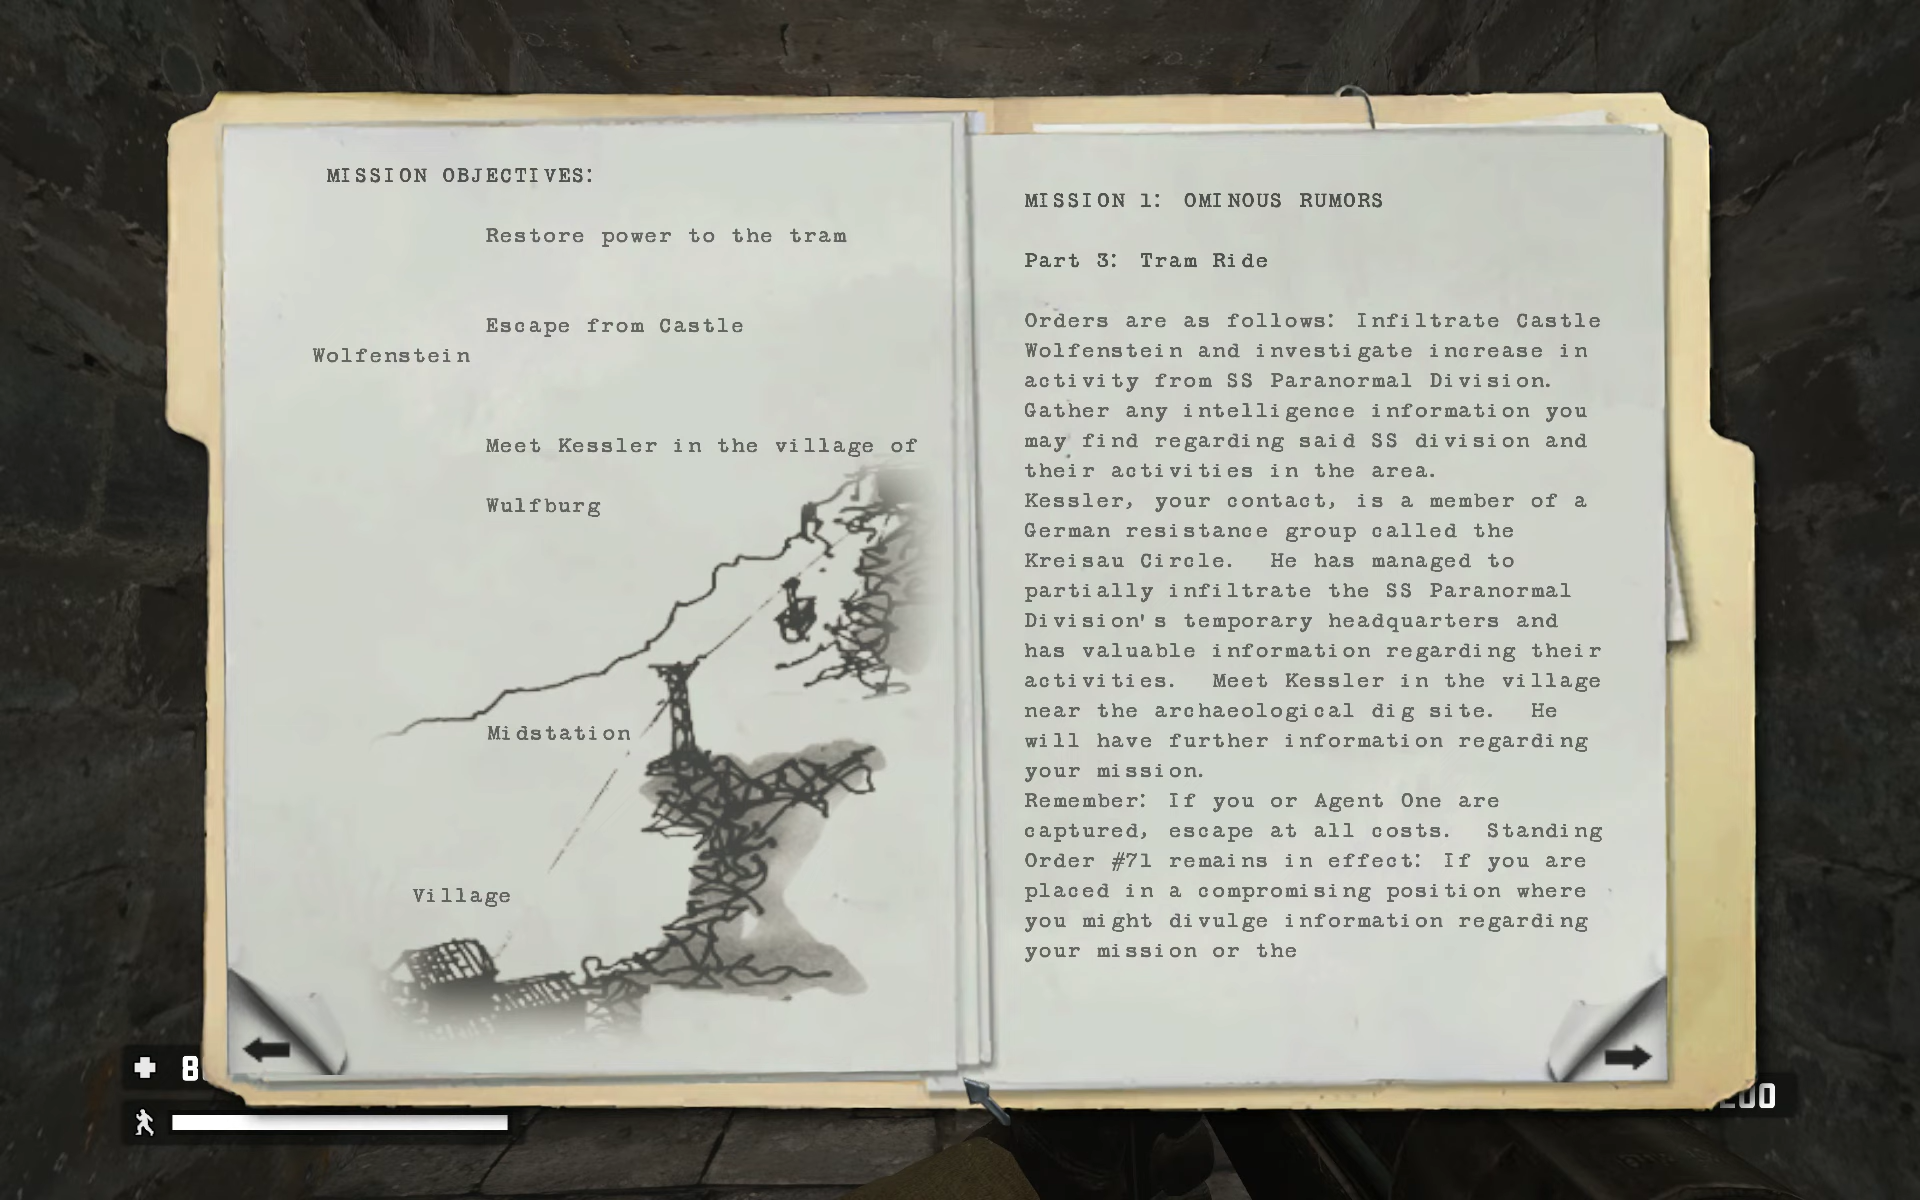 MISSION OBJECTIVES:
Restore power to the tram
Escape from Castle
Wolfenstein
Meet Kessler in the village of
Wulfburg
Midstation
Village
MISSION 1: OMINOUS RUMORS
Part 3: Tram Ride
Orders are as follows: Infiltrate Castle
Wolfenstein and investigate increase in
activity from SS Paranormal Division.
Gather any intelligence information you
may find regarding said SS division and
their activities in the area.
Kessler, your contact, is a member of a
German resistance group called the
Kreisau Circle. He has managed to
partially infiltrate the SS Paranormal
Division's temporary headquarters and
has valuable information regarding their
activities. Meet Kessler in the village
near the archaeological dig site. He
will have further information regarding
your mission.
Remember: If you or Agent One are
captured, escape at all costs. Standing
Order #71 remains in effect: If you are
placed in a compromising position where
you might divulge information regarding
your mission or the